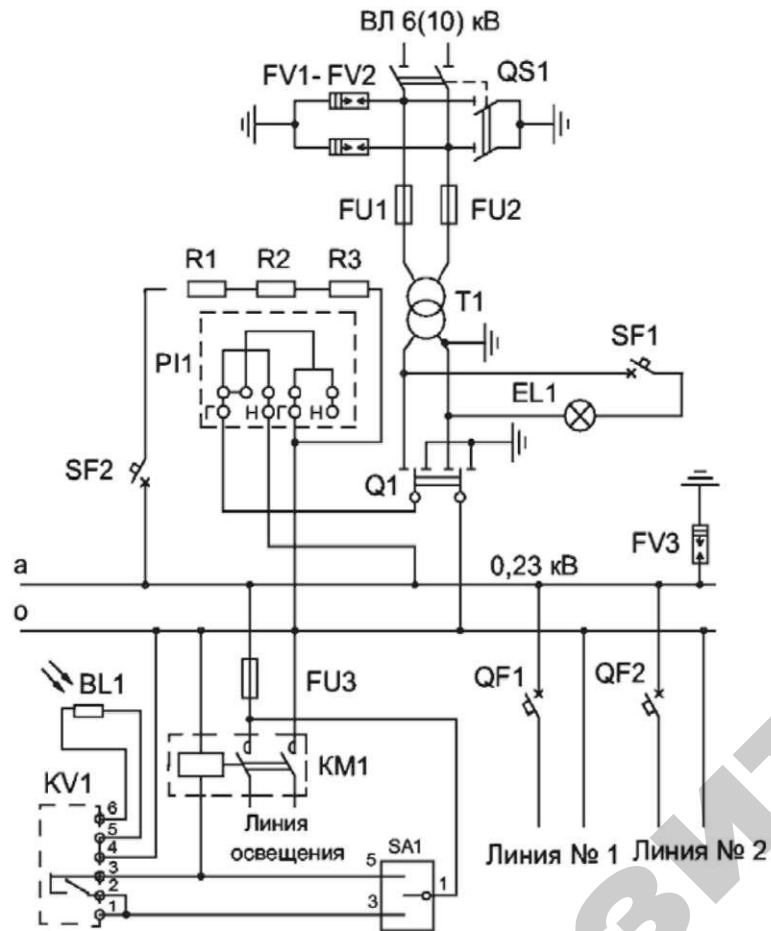 ВЛ 6(10) кВ
FV1- FV2
QS1
FU1
FU2
R1
R2
R3
T1
PI1
SF1
EL1
Г
Н
Г
Н
SF2
Q1
FV3
а
0,23 кВ
о
BL1
FU3
QF1
QF2
KV1
KM1
6
5
4
3
2
1
Линия
освещения
SA1
5
1
3
Линия № 1
Линия № 2
зит